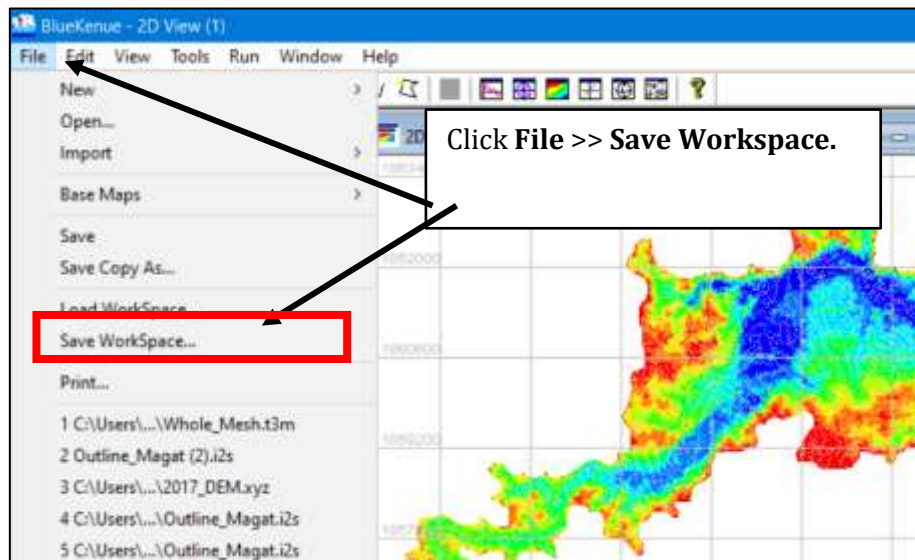 BlueKenue - 2D View (1)
File Edit View Tools Run Window Help
New
Open...
Import
Base Maps
Save
Save Copy As...
Load WorkSpace...
Save WorkSpace...
Print...
1 C:\Users\...\Whole_Mesh.t3m
2 Outline_Magat (2).i2s
3 C:\Users\...\2017_DEM.xyz
4 C:\Users\...\Outline_Magat.i2s
5 C:\Users\...\Outline_Magat.i2s
2D
Click File >> Save Workspace.